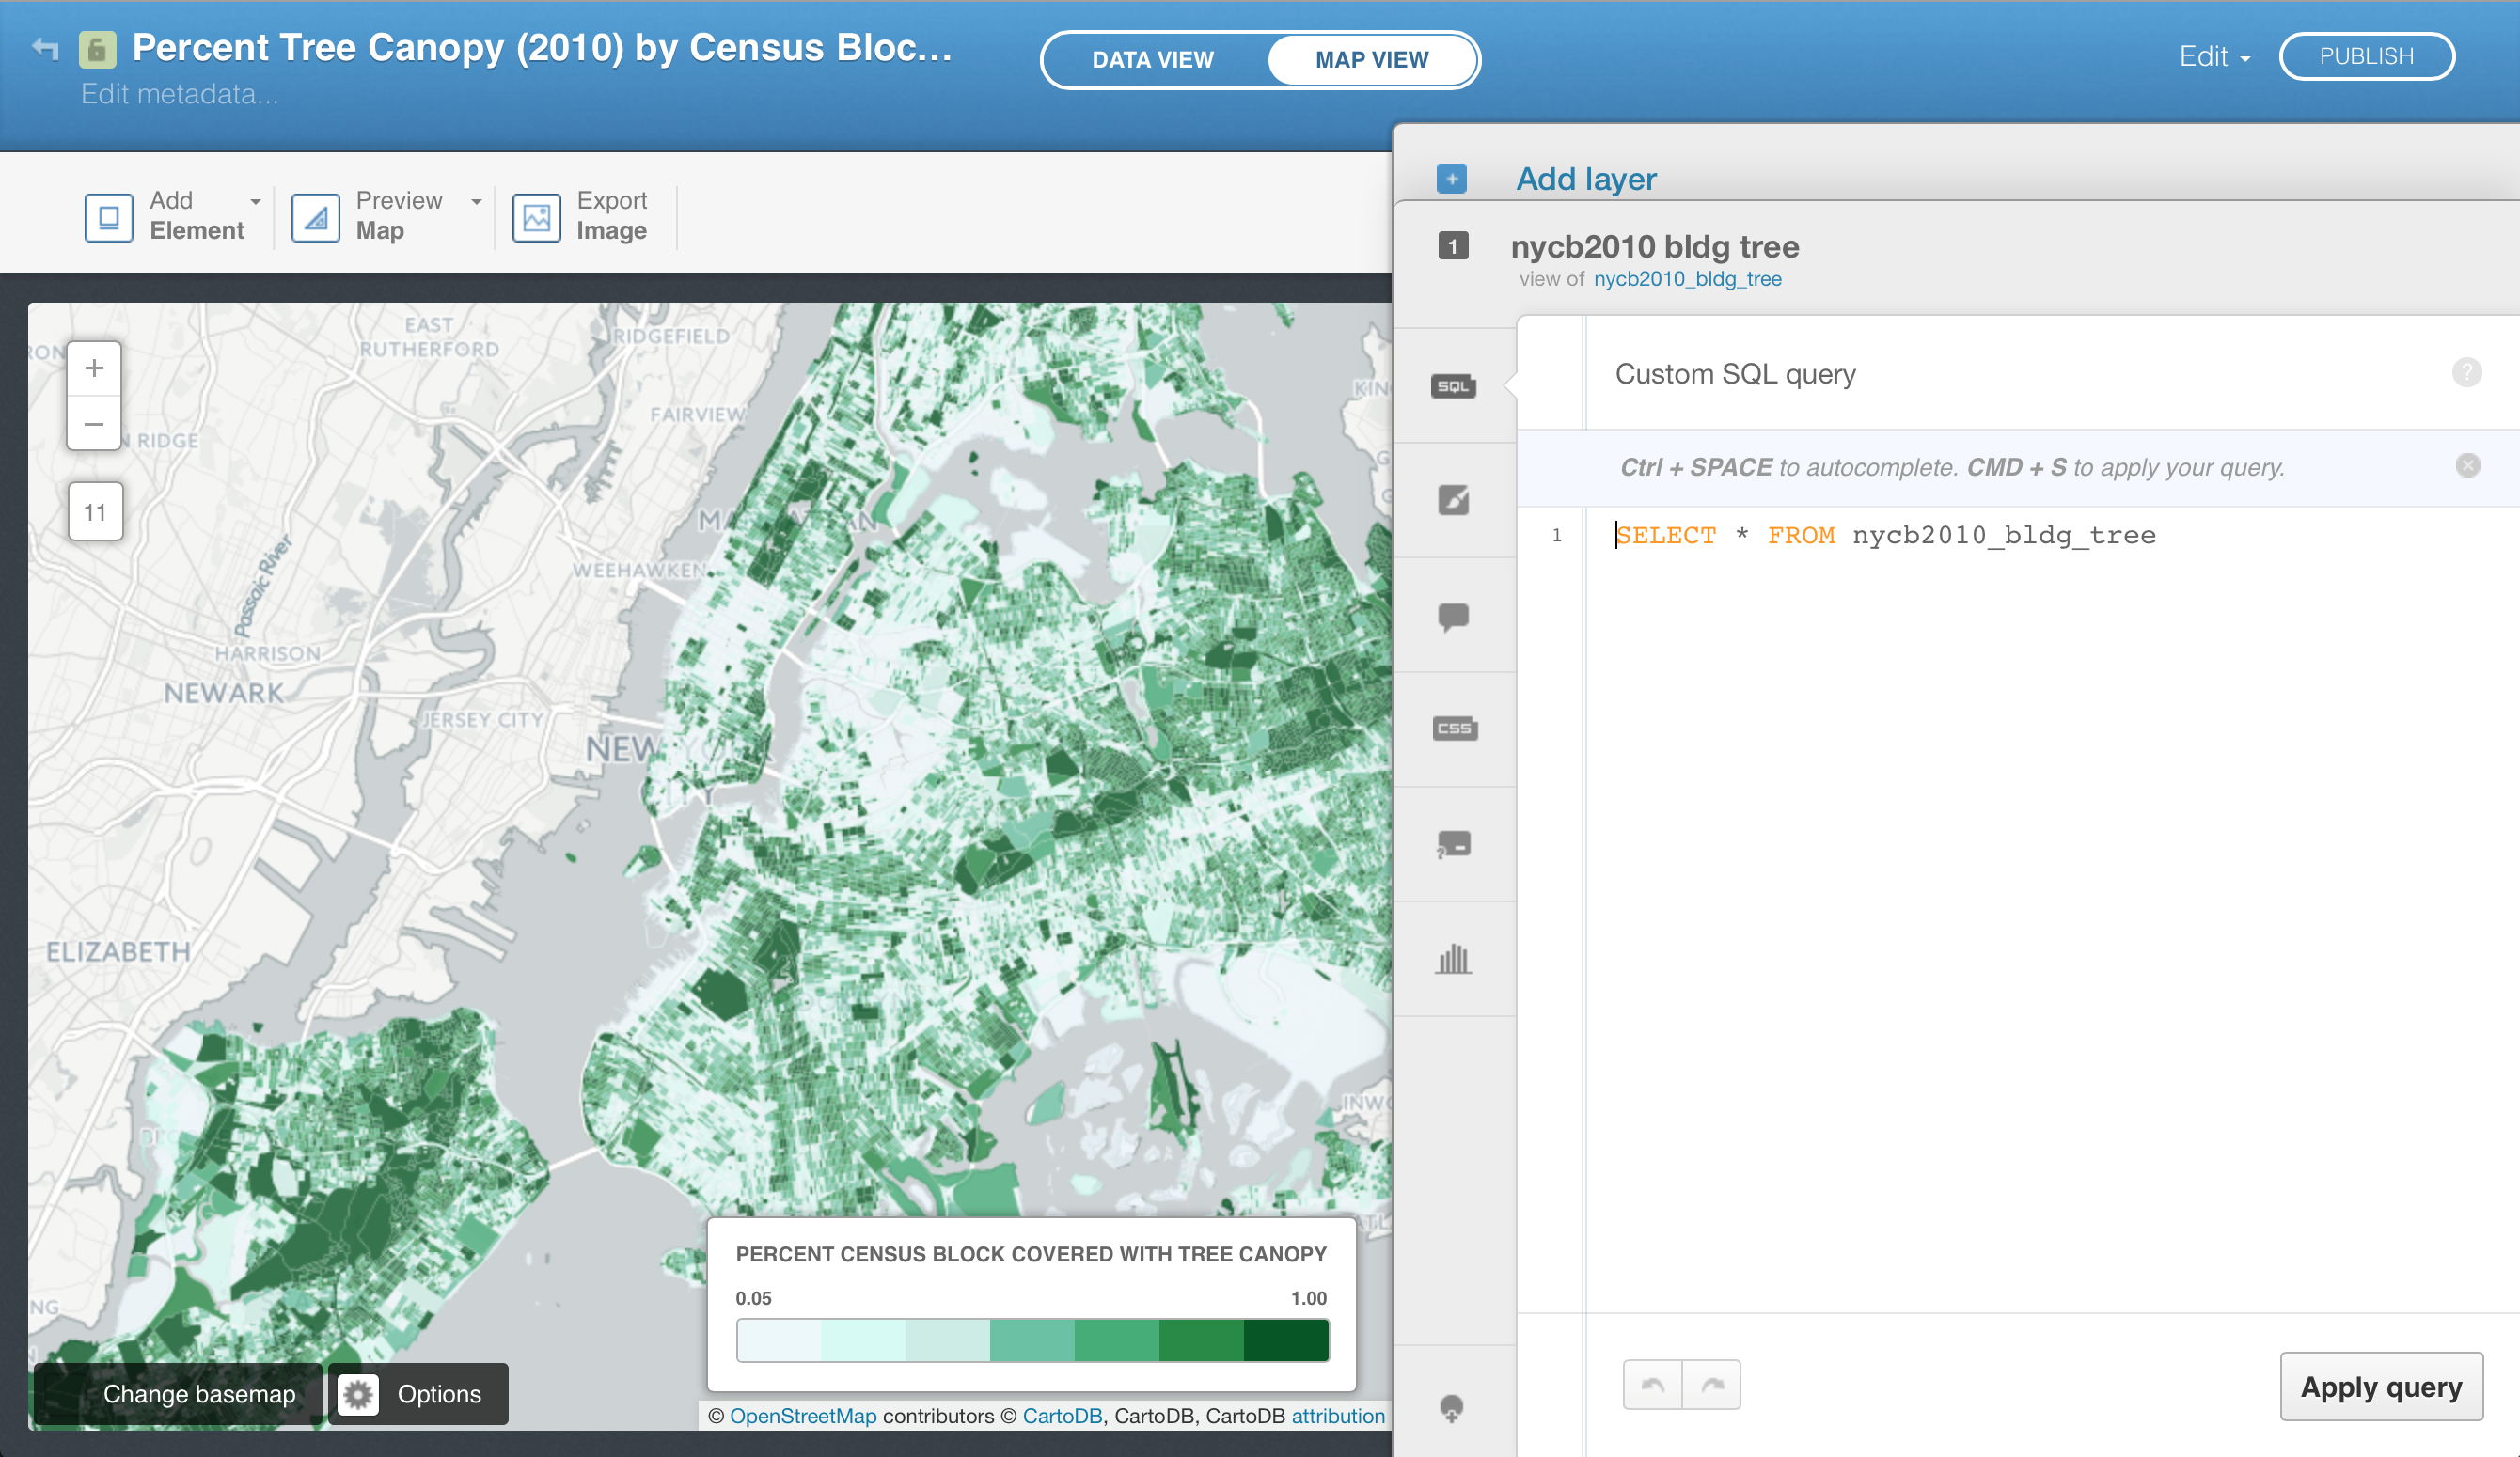 Percent Tree Canopy (2010) by Census Bloc...
Edit metadata...
DATA VIEW
MAP VIEW
Edit
PUBLISH
Add
Element
Preview
Map
Export
Image
Add layer
1
nycb2010 bldg tree
view of nycb2010_bldg_tree
SQL
Custom SQL query
?
Ctrl + SPACE to autocomplete. CMD + S to apply your query.
1
SELECT * FROM nycb2010_bldg_tree
CSS
Apply query
+
−
11
EAST
RUTHERFORD
RIDGEFIELD
FAIRVIEW
RIDGE
WEEHAWKEN
Passaic River
HARRISON
NEWARK
JERSEY CITY
NEW
ELIZABETH
PERCENT CENSUS BLOCK COVERED WITH TREE CANOPY
0.05 1.00
Change basemap
Options
© OpenStreetMap contributors © CartoDB, CartoDB, CartoDB attribution